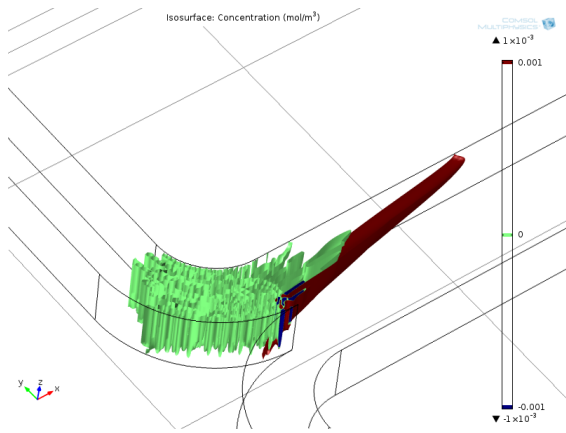 Isosurface: Concentration (mol/m³)
COMSOL
MULTIPHYSICS
▲ 1×10⁻³
0.001
0
-0.001
▼ -1×10⁻³
y z x